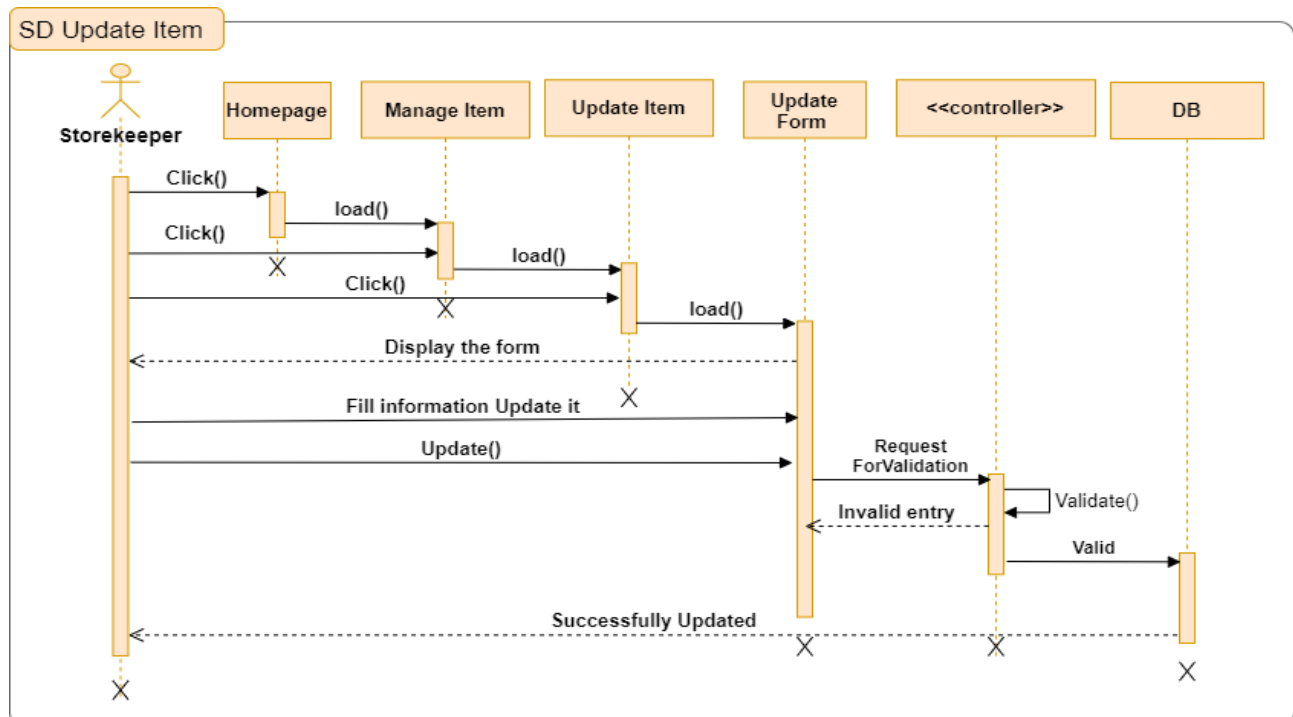 SD Update Item
Storekeeper
Homepage
Manage Item
Update Item
Update
Form
<<controller>>
DB
Click()
load()
Click()
load()
Click()
load()
Display the form
Fill information Update it
Update()
Request
ForValidation
Validate()
Invalid entry
Valid
Successfully Updated